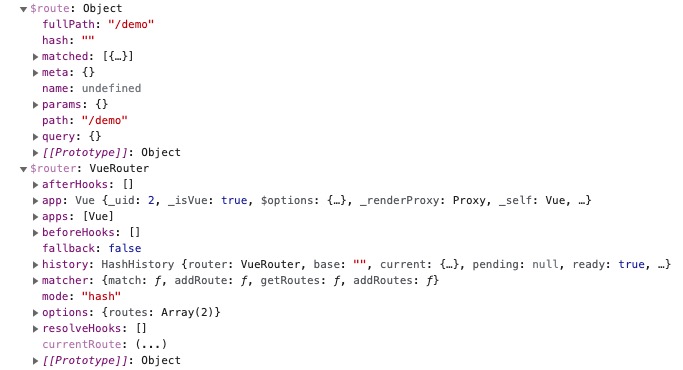 ▼$route: Object
fullPath: "/demo"
hash: ""
▶matched: [{…}]
▶meta: {}
name: undefined
▶params: {}
path: "/demo"
▶query: {}
▶[[Prototype]]: Object
▼$router: VueRouter
▶afterHooks: []
▶app: Vue {_uid: 2, _isVue: true, $options: {…}, _renderProxy: Proxy, _self: Vue, …}
▶apps: [Vue]
▶beforeHooks: []
fallback: false
▶history: HashHistory {router: VueRouter, base: "", current: {…}, pending: null, ready: true, …}
▶matcher: {match: ƒ, addRoute: ƒ, getRoutes: ƒ, addRoutes: ƒ}
mode: "hash"
▶options: {routes: Array(2)}
▶resolveHooks: []
currentRoute: (...)
▶[[Prototype]]: Object